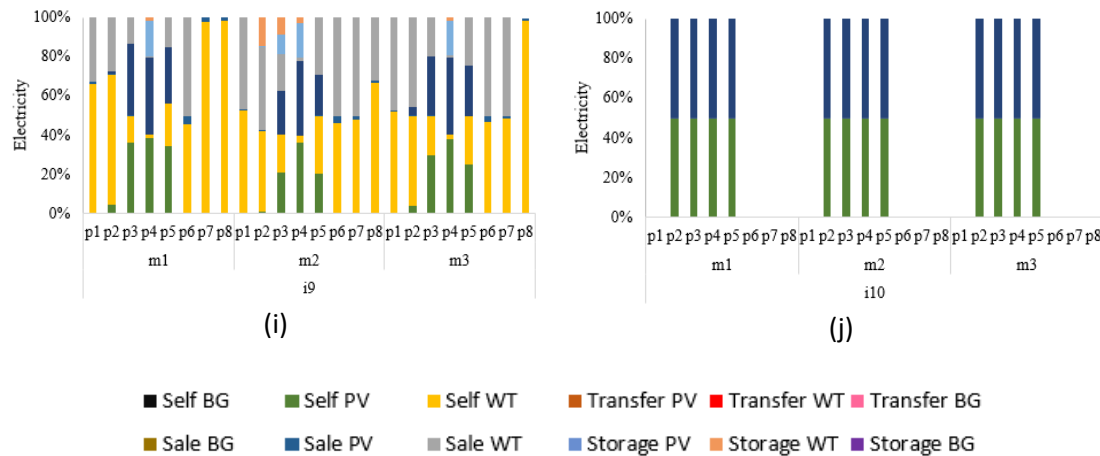 100%
80%
60%
40%
20%
0%
Electricity
p1 p2 p3 p4 p5 p6 p7 p8 p1 p2 p3 p4 p5 p6 p7 p8 p1 p2 p3 p4 p5 p6 p7 p8
m1 m2 m3
i9
(i)
100%
80%
60%
40%
20%
0%
Electricity
p1 p2 p3 p4 p5 p6 p7 p8 p1 p2 p3 p4 p5 p6 p7 p8 p1 p2 p3 p4 p5 p6 p7 p8
m1 m2 m3
i10
(j)
Self BG Self PV Self WT Transfer PV Transfer WT Transfer BG
Sale BG Sale PV Sale WT Storage PV Storage WT Storage BG